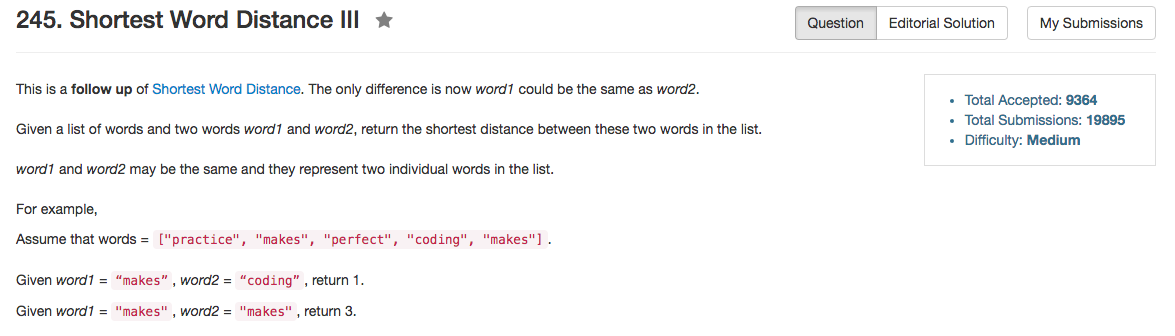 245. Shortest Word Distance III ★
Question
Editorial Solution
My Submissions
This is a follow up of Shortest Word Distance. The only difference is now word1 could be the same as word2.
Given a list of words and two words word1 and word2, return the shortest distance between these two words in the list.
word1 and word2 may be the same and they represent two individual words in the list.
For example,
Assume that words = ["practice", "makes", "perfect", "coding", "makes"].
Given word1 = “makes”, word2 = “coding”, return 1.
Given word1 = "makes", word2 = "makes", return 3.
• Total Accepted: 9364
• Total Submissions: 19895
• Difficulty: Medium